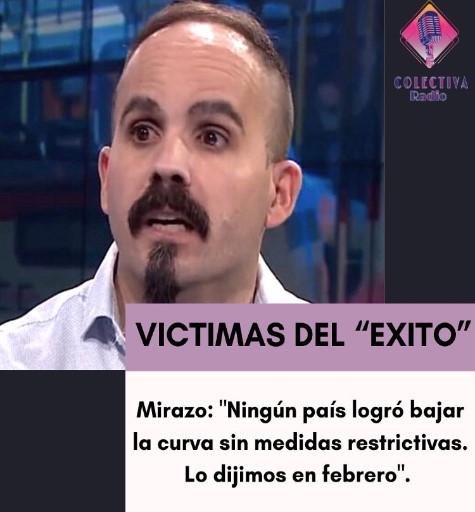 COLECTIVA
Radio
VICTIMAS DEL “EXITO”
Mirazo: "Ningún país logró bajar
la curva sin medidas restrictivas.
Lo dijimos en febrero".